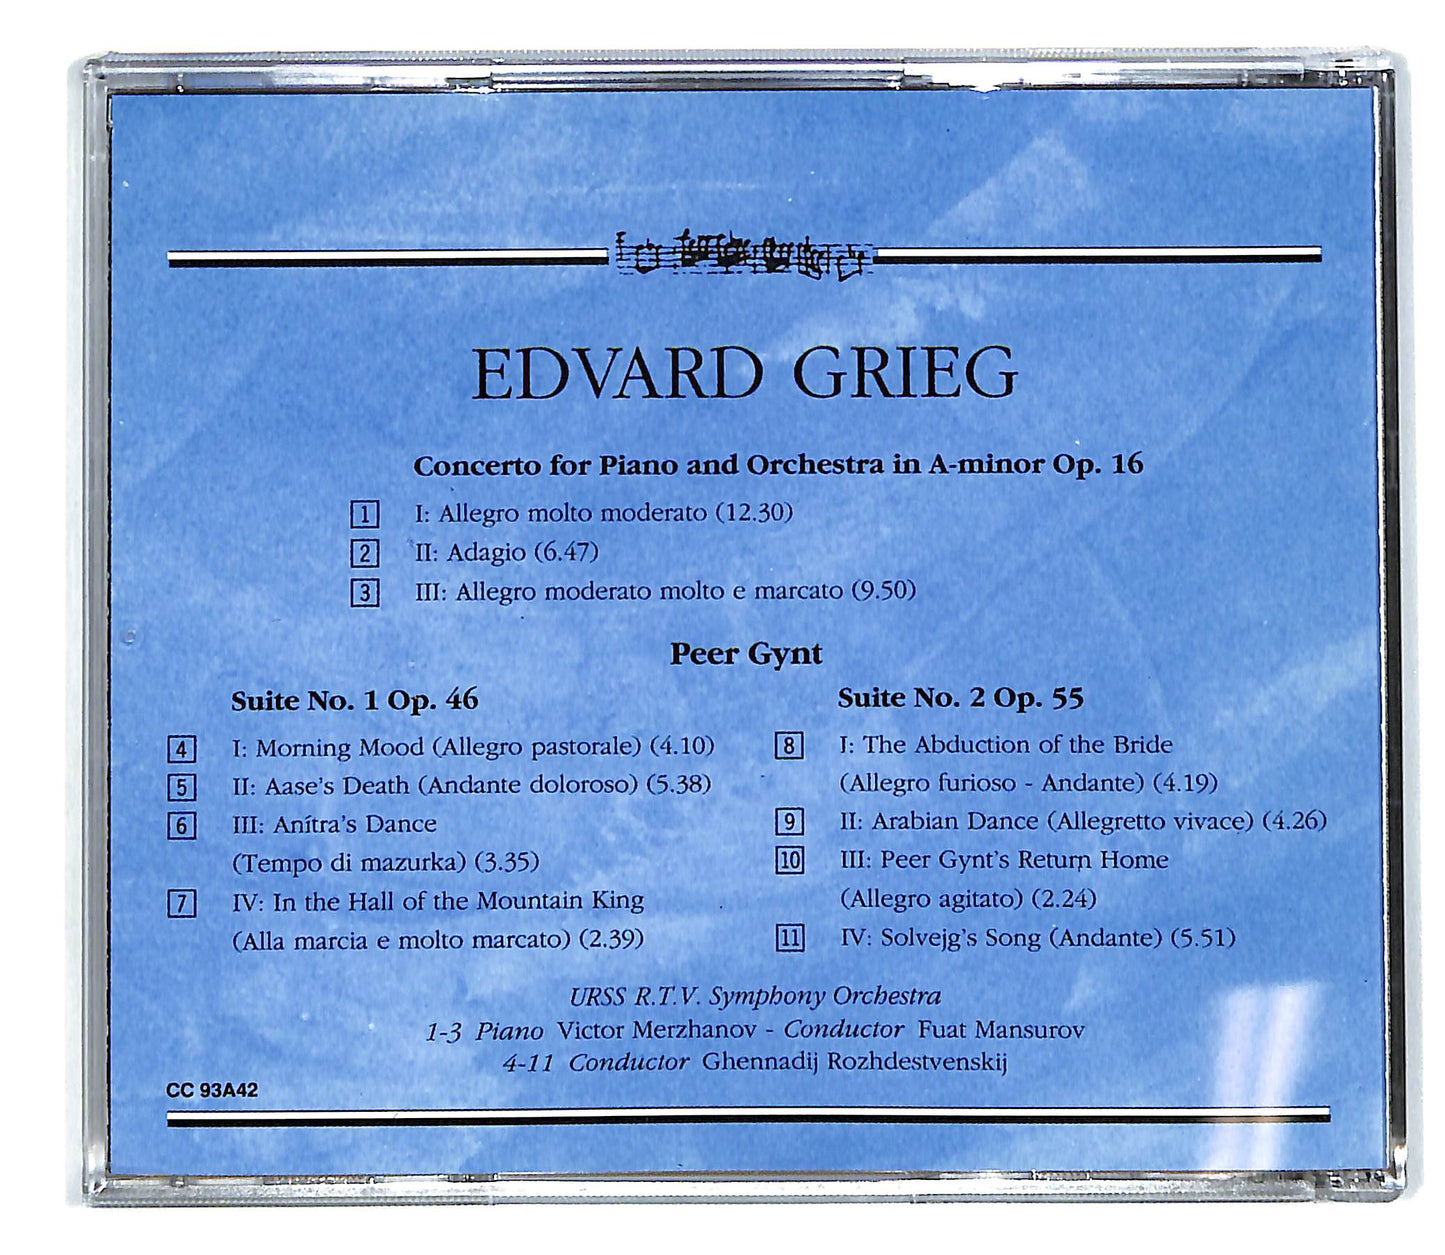 EDVARD GRIEG
Concerto for Piano and Orchestra in A-minor Op. 16
1 I: Allegro molto moderato (12.30)
2 II: Adagio (6.47)
3 III: Allegro moderato molto e marcato (9.50)
Peer Gynt
Suite No. 1 Op. 46
4 I: Morning Mood (Allegro pastorale) (4.10)
5 II: Aase's Death (Andante doloroso) (5.38)
6 III: Anítra's Dance
(Tempo di mazurka) (3.35)
7 IV: In the Hall of the Mountain King
(Alla marcia e molto marcato) (2.39)
Suite No. 2 Op. 55
8 I: The Abduction of the Bride
(Allegro furioso - Andante) (4.19)
9 II: Arabian Dance (Allegretto vivace) (4.26)
10 III: Peer Gynt's Return Home
(Allegro agitato) (2.24)
11 IV: Solvejg's Song (Andante) (5.51)
URSS R.T.V. Symphony Orchestra
1-3 Piano Victor Merzhanov - Conductor Fuat Mansurov
4-11 Conductor Ghennadij Rozhdestvenskij
CC 93A42